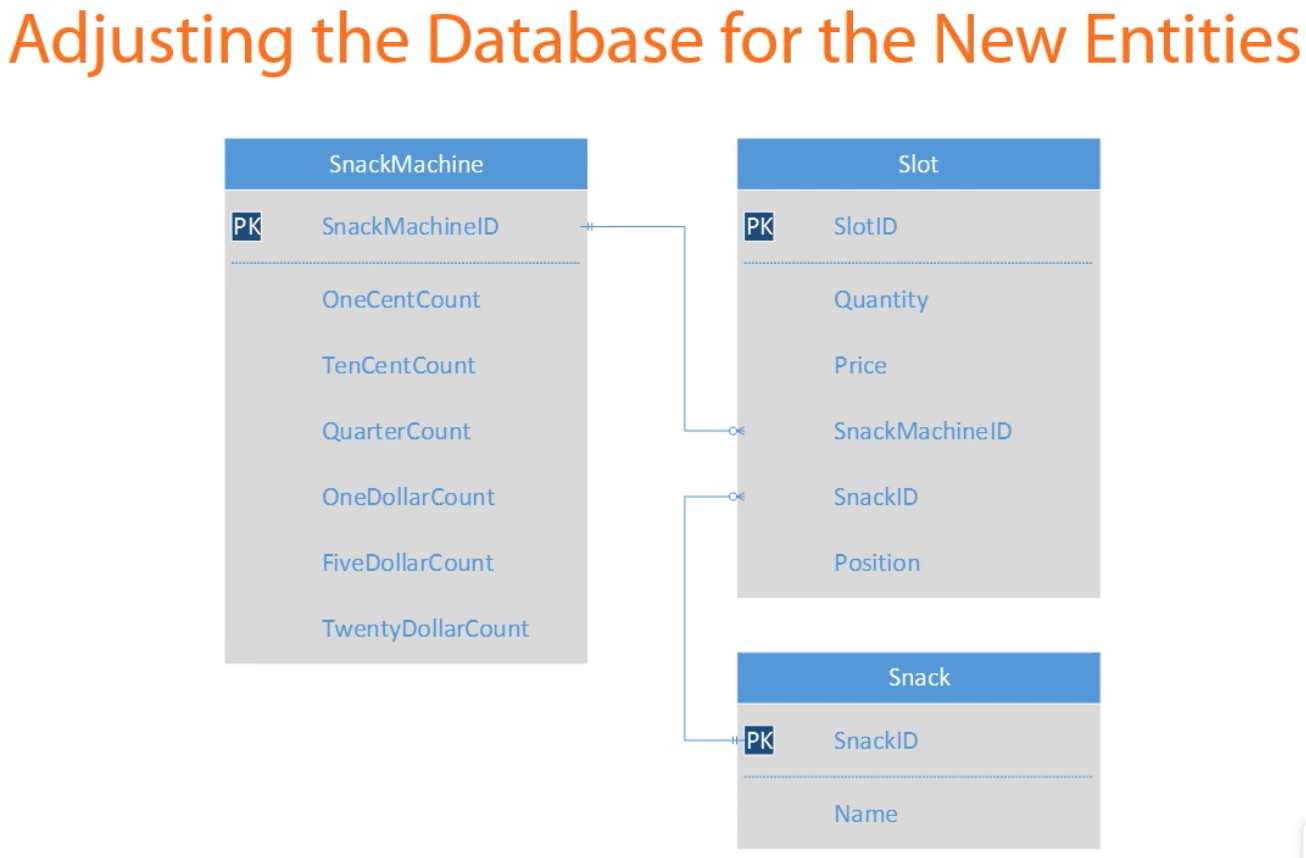 Adjusting the Database for the New Entities
SnackMachine
PK SnackMachineID
OneCentCount
TenCentCount
QuarterCount
OneDollarCount
FiveDollarCount
TwentyDollarCount
Slot
PK SlotID
Quantity
Price
SnackMachineID
SnackID
Position
Snack
PK SnackID
Name